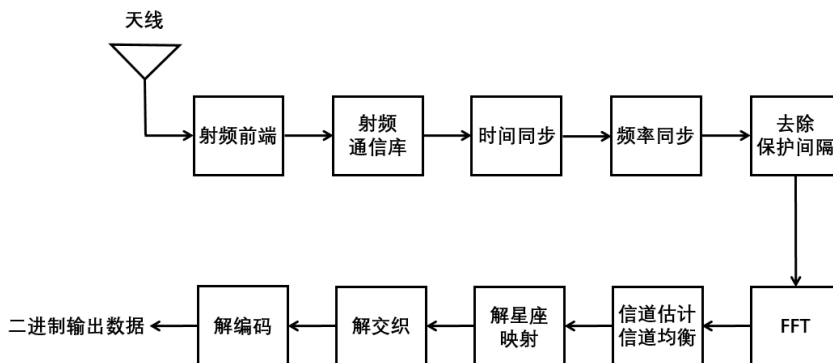 天线
射频前端
射频
通信库
时间同步
频率同步
去除
保护间隔
FFT
信道估计
信道均衡
解星座
映射
解交织
解编码
二进制输出数据